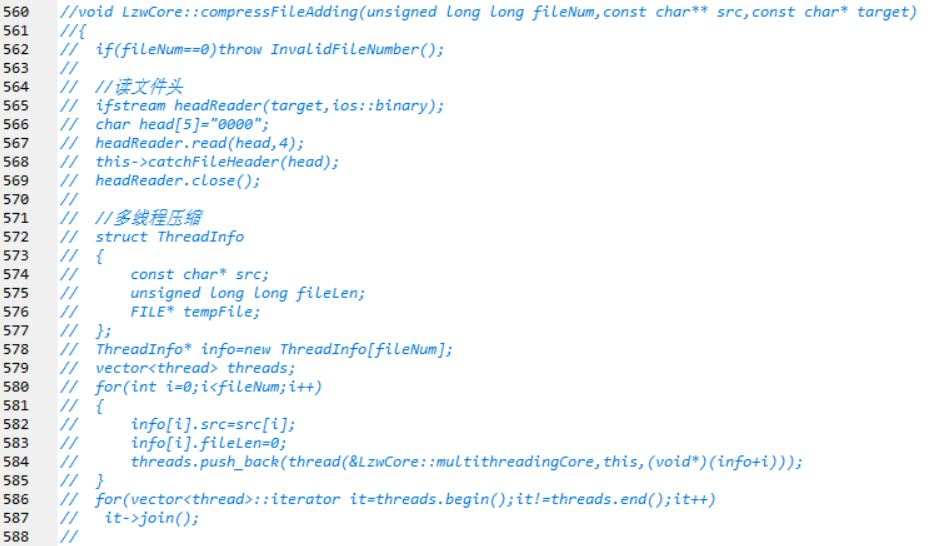 560 //void LzwCore::compressFileAdding(unsigned long long fileNum,const char** src,const char* target)
561 //{
562 //  if(fileNum==0)throw InvalidFileNumber();
563 //
564 //  //读文件头
565 //  ifstream headReader(target,ios::binary);
566 //  char head[5]="0000";
567 //  headReader.read(head,4);
568 //  this->catchFileHeader(head);
569 //  headReader.close();
570 //
571 //  //多线程压缩
572 //  struct ThreadInfo
573 //  {
574 //      const char* src;
575 //      unsigned long long fileLen;
576 //      FILE* tempFile;
577 //  };
578 //  ThreadInfo* info=new ThreadInfo[fileNum];
579 //  vector<thread> threads;
580 //  for(int i=0;i<fileNum;i++)
581 //  {
582 //      info[i].src=src[i];
583 //      info[i].fileLen=0;
584 //      threads.push_back(thread(&LzwCore::multithreadingCore,this,(void*)(info+i)));
585 //  }
586 //  for(vector<thread>::iterator it=threads.begin();it!=threads.end();it++)
587 //   it->join();
588 //